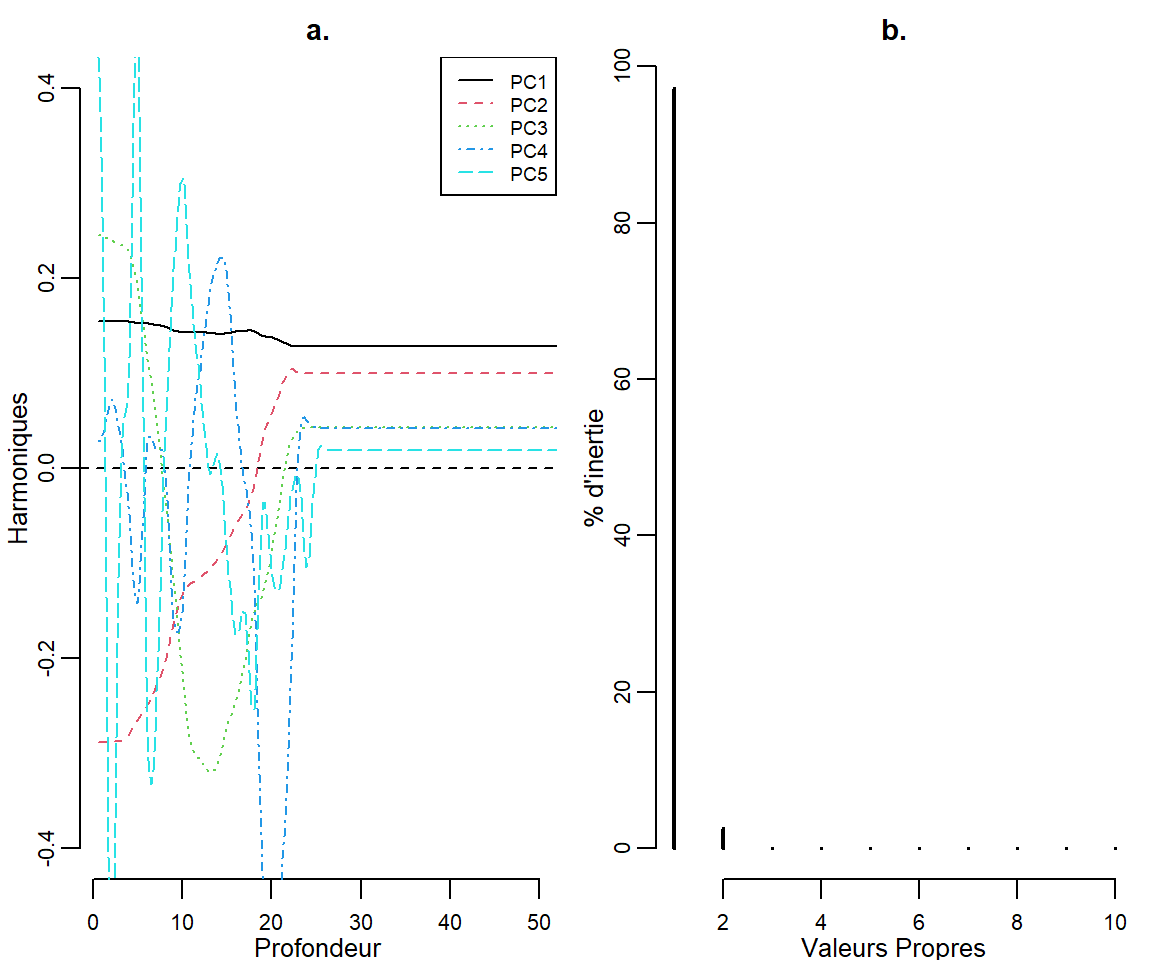 a.
Harmoniques
0.4
0.2
0.0
-0.2
-0.4
PC1
PC2
PC3
PC4
PC5
0 10 20 30 40 50
Profondeur
b.
% d'inertie
100
80
60
40
20
0
2 4 6 8 10
Valeurs Propres